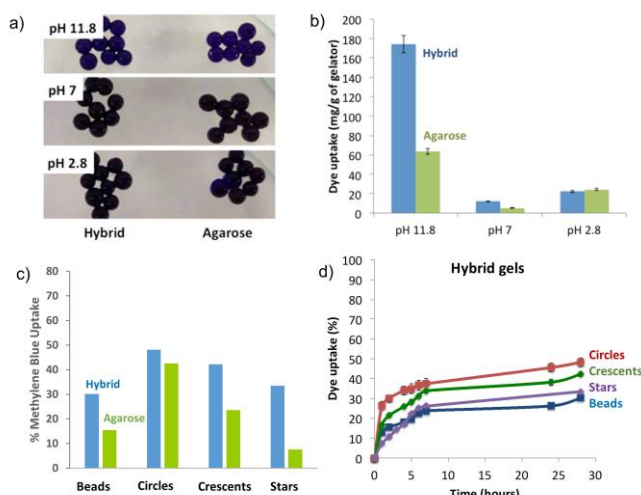 a)
pH 11.8
pH 7
pH 2.8
Hybrid Agarose
b)
Dye uptake (mg/g of gelator)
200
180
160
140
120
100
80
60
40
20
0
Hybrid
Agarose
pH 11.8 pH 7 pH 2.8
c)
% Methylene Blue Uptake
80
70
60
50
40
30
20
10
0
Hybrid
Agarose
Beads Circles Crescents Stars
d)
Hybrid gels
Dye uptake (%)
100
90
80
70
60
50
40
30
20
10
0
Circles
Crescents
Stars
Beads
0 5 10 15 20 25 30
Time (hours)